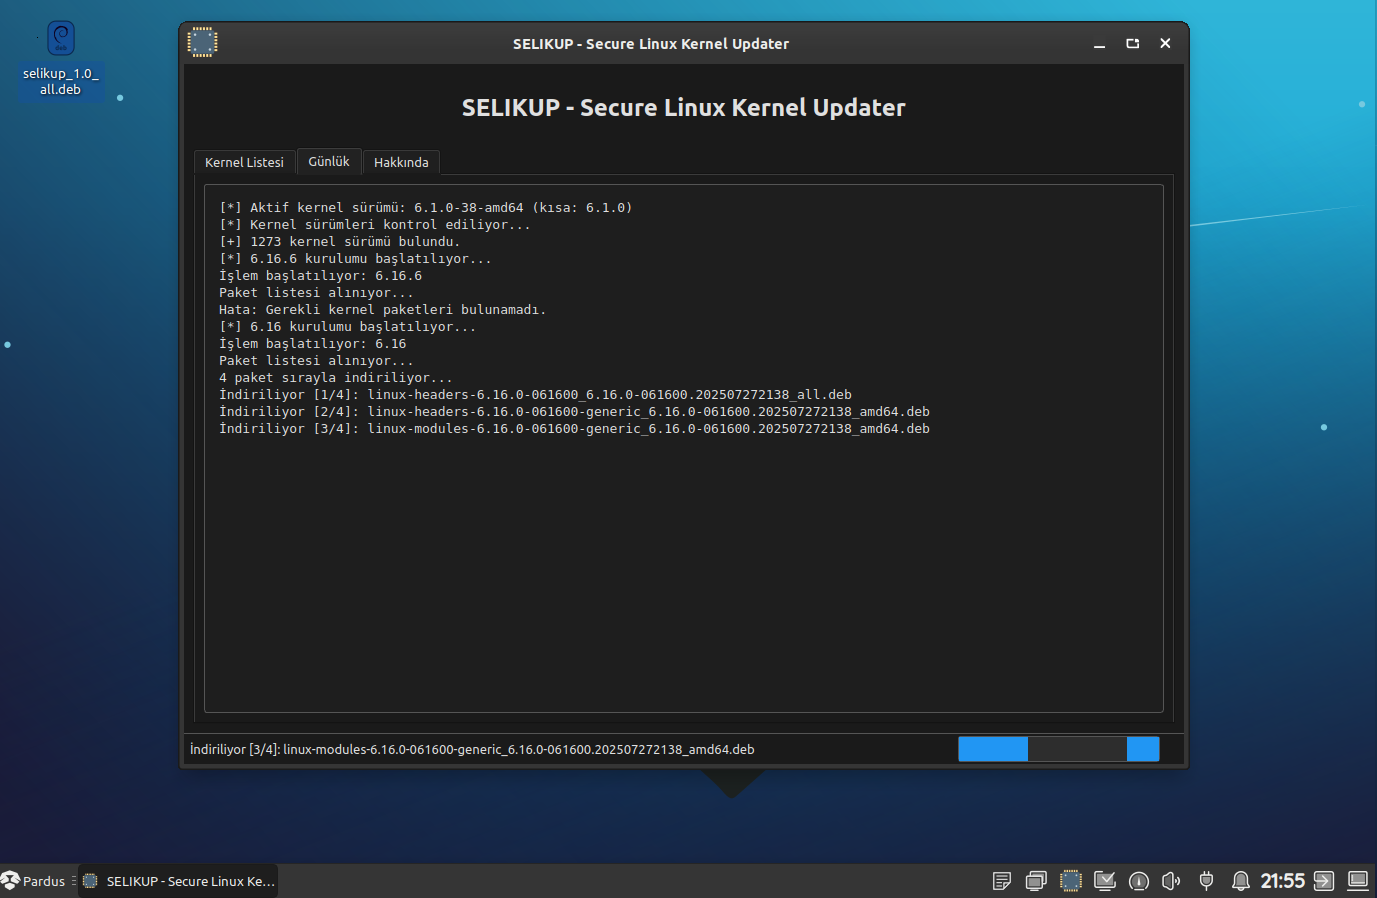 selikup_1.0_
all.deb
SELIKUP - Secure Linux Kernel Updater
SELIKUP - Secure Linux Kernel Updater
Kernel Listesi
Günlük
Hakkında
[*] Aktif kernel sürümü: 6.1.0-38-amd64 (kısa: 6.1.0)
[*] Kernel sürümleri kontrol ediliyor...
[+] 1273 kernel sürümü bulundu.
[*] 6.16.6 kurulumu başlatılıyor...
İşlem başlatılıyor: 6.16.6
Paket listesi alınıyor...
Hata: Gerekli kernel paketleri bulunamadı.
[*] 6.16 kurulumu başlatılıyor...
İşlem başlatılıyor: 6.16
Paket listesi alınıyor...
4 paket sırayla indiriliyor...
İndiriliyor [1/4]: linux-headers-6.16.0-061600_6.16.0-061600.202507272138_all.deb
İndiriliyor [2/4]: linux-headers-6.16.0-061600-generic_6.16.0-061600.202507272138_amd64.deb
İndiriliyor [3/4]: linux-modules-6.16.0-061600-generic_6.16.0-061600.202507272138_amd64.deb
İndiriliyor [3/4]: linux-modules-6.16.0-061600-generic_6.16.0-061600.202507272138_amd64.deb
Pardus
SELIKUP - Secure Linux Ke...
21:55